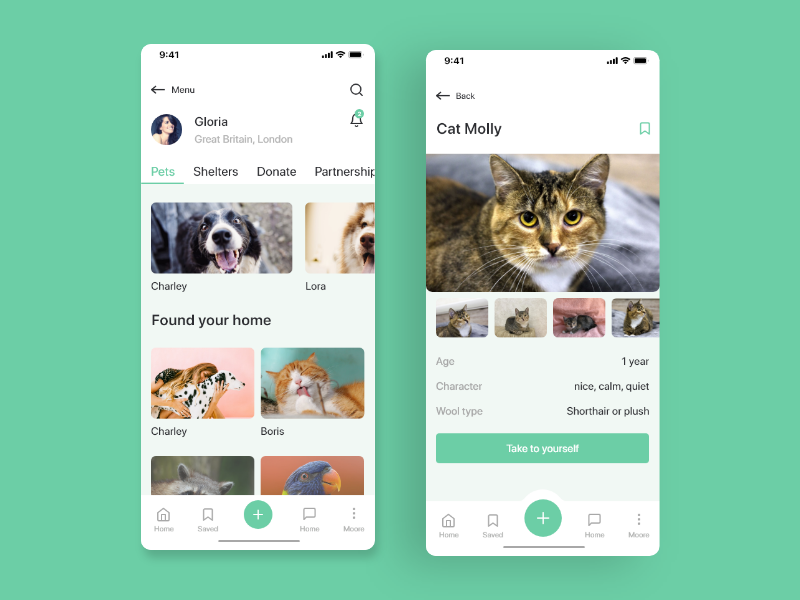 9:41
Menu
Gloria
Great Britain, London
Pets Shelters Donate Partnership
Charley Lora
Found your home
Charley Boris
Home Saved Home Moore
9:41
Back
Cat Molly
Age 1 year
Character nice, calm, quiet
Wool type Shorthair or plush
Take to yourself
Home Saved Home Moore